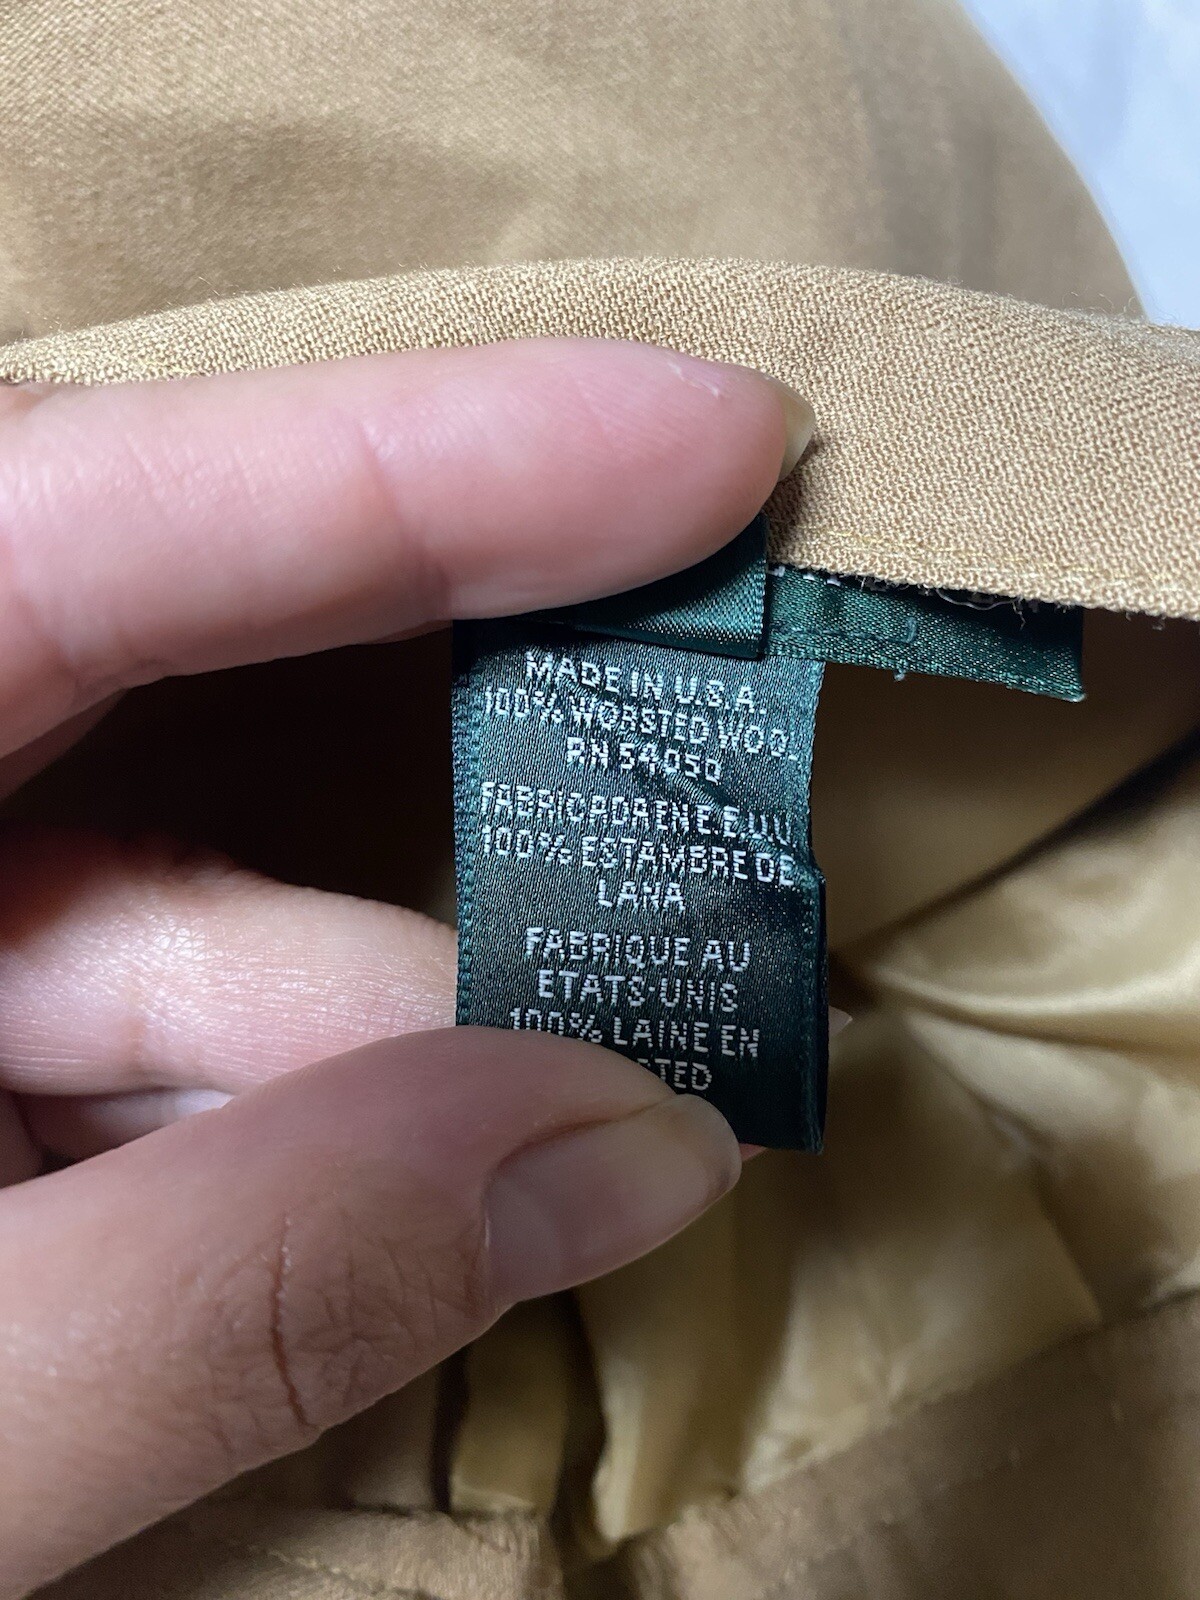 MADE IN U.S.A.
100% WORSTED WOOL
RN 54050
FABRICADA EN E.E.U.U.
100% ESTAMBRE DE
LANA
FABRIQUE AU
ETATS-UNIS
100% LAINE EN